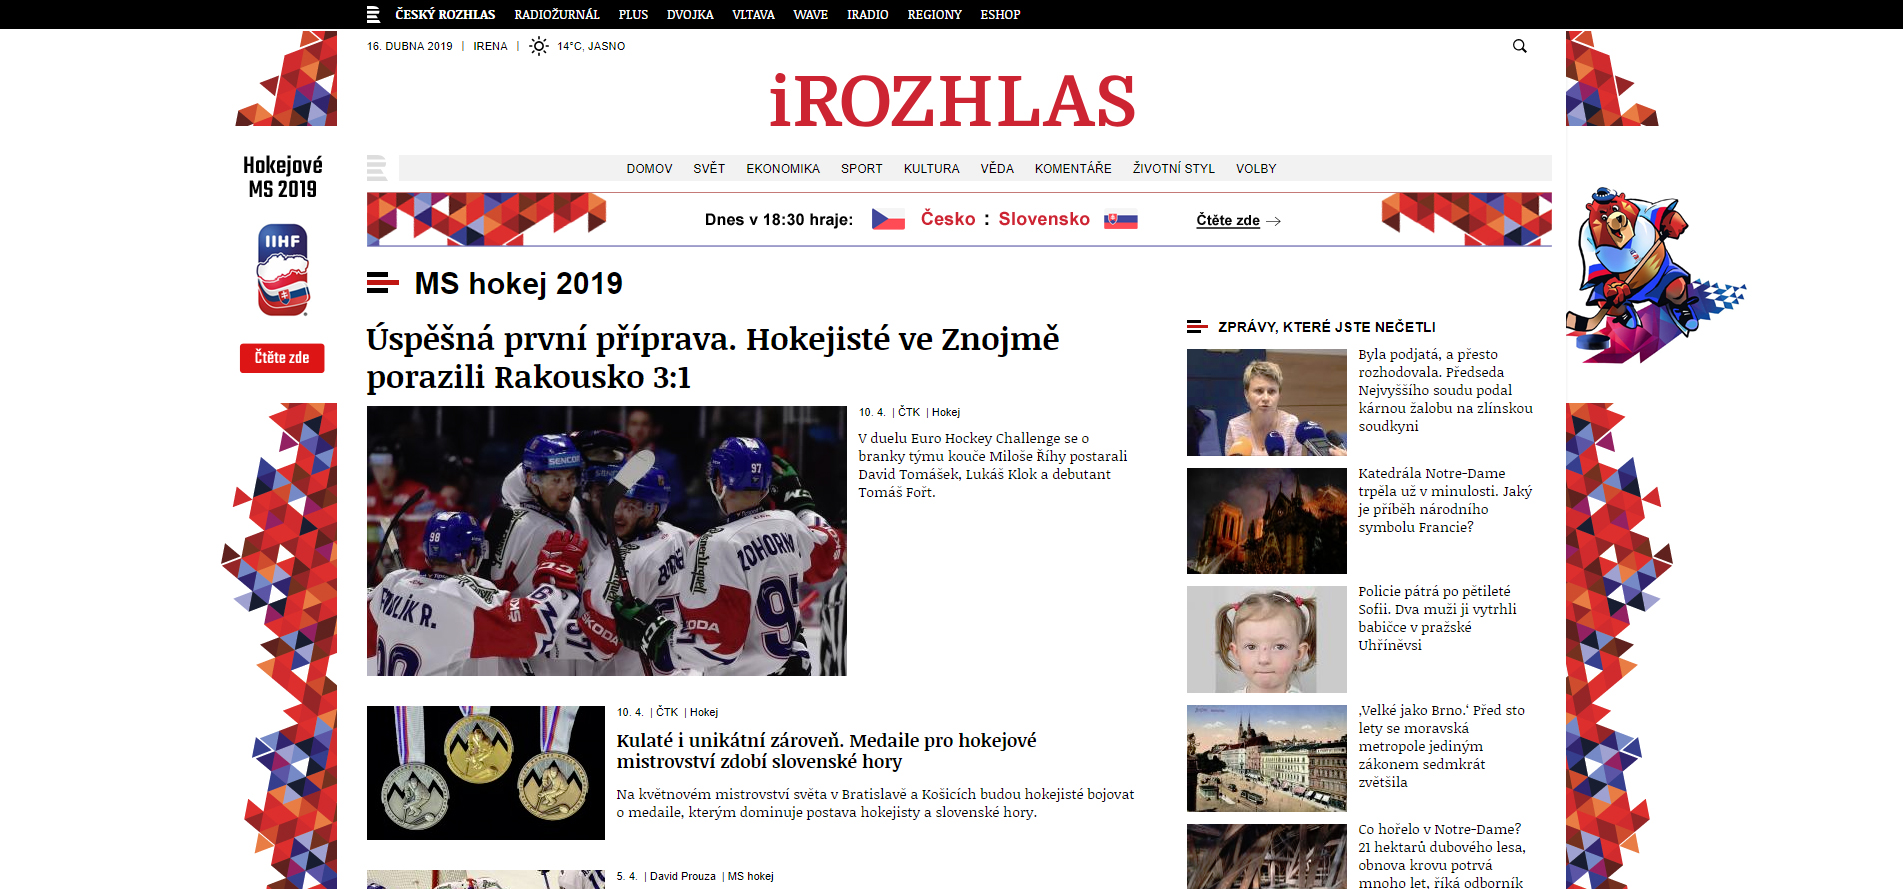 ČESKÝ ROZHLAS RADIOŽURNÁL PLUS DVOJKA VLTAVA WAVE IRADIO REGIONY ESHOP
16. DUBNA 2019 | IRENA | 14°C, JASNO
iROZHLAS
Hokejové
MS 2019
IIHF
Čtěte zde
DOMOV SVĚT EKONOMIKA SPORT KULTURA VĚDA KOMENTÁŘE ŽIVOTNÍ STYL VOLBY
Dnes v 18:30 hraje: Česko : Slovensko Čtěte zde
MS hokej 2019
Úspěšná první příprava. Hokejisté ve Znojmě
porazili Rakousko 3:1
10. 4. | ČTK | Hokej
V duelu Euro Hockey Challenge se o
branky týmu kouče Miloše Říhy postarali
David Tomášek, Lukáš Klok a debutant
Tomáš Fořt.
SENCOR
97
98
ZOHORN
ŠKODA
ŠKODA
10. 4. | ČTK | Hokej
Kulaté i unikátní zároveň. Medaile pro hokejové
mistrovství zdobí slovenské hory
Na květnovém mistrovství světa v Bratislavě a Košicích budou hokejisté bojovat
o medaile, kterým dominuje postava hokejisty a slovenské hory.
5. 4. | David Prouza | MS hokej
ZPRÁVY, KTERÉ JSTE NEČETLI
Byla podjatá, a přesto
rozhodovala. Předseda
Nejvyššího soudu podal
kárnou žalobu na zlínskou
soudkyni
Katedrála Notre-Dame
trpěla už v minulosti. Jaký
je příběh národního
symbolu Francie?
Policie pátrá po pětileté
Sofii. Dva muži ji vytrhli
babičce v pražské
Uhříněvsi
‚Velké jako Brno.‘ Před sto
lety se moravská
metropole jediným
zákonem sedmkrát
zvětšila
Co hořelo v Notre-Dame?
21 hektarů dubového lesa,
obnova krovu potrvá
mnoho let, říká odborník